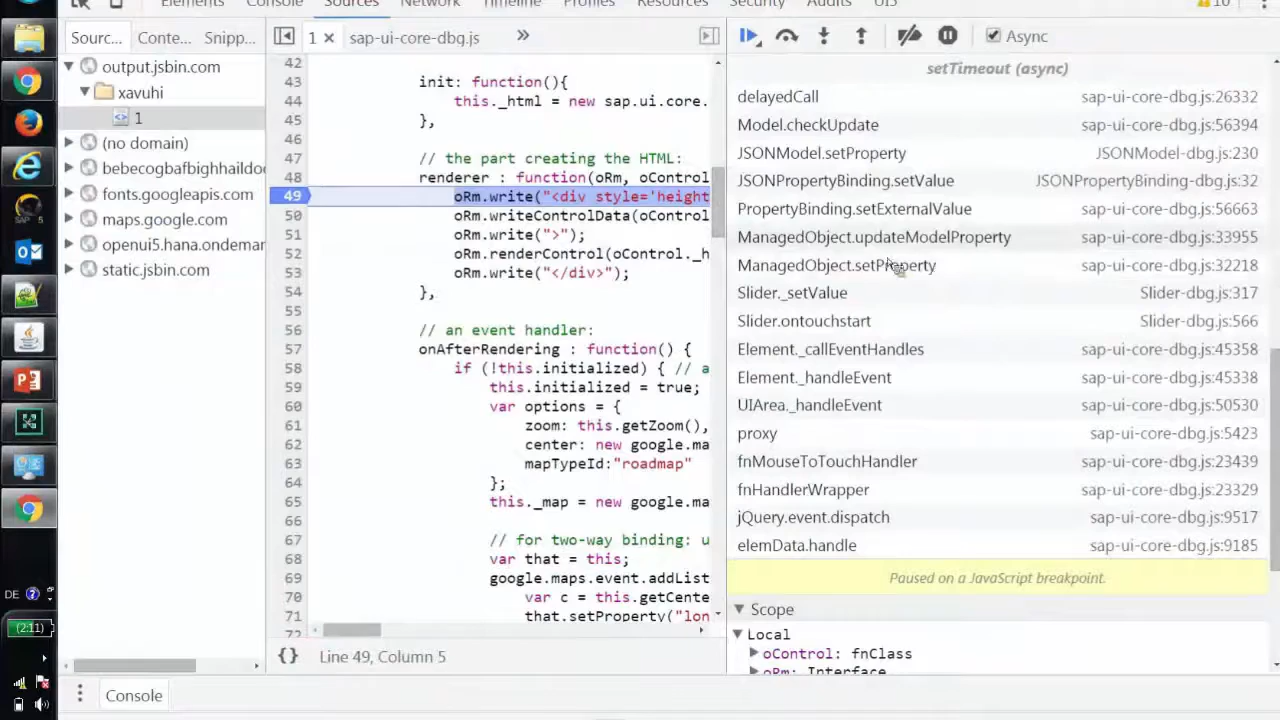 Elements Console Sources Network Timeline Profiles Resources Security Audits UI5 10
Sourc... Conte... Snipp...
output.jsbin.com
xavuhi
1
(no domain)
bebecogbafbighhaildoo
fonts.googleapis.com
maps.google.com
openui5.hana.ondeman
static.jsbin.com
1 × sap-ui-core-dbg.js »
42
43 init: function(){
44 this._html = new sap.ui.core.
45 },
46
47 // the part creating the HTML:
48 renderer : function(oRm, oControl
49 oRm.write("<div style='height
50 oRm.writeControlData(oControl
51 oRm.write(">");
52 oRm.renderControl(oControl._h
53 oRm.write("</div>");
54 },
55
56 // an event handler:
57 onAfterRendering : function() {
58 if (!this.initialized) { // a
59 this.initialized = true;
60 var options = {
61 zoom: this.getZoom(),
62 center: new google.ma
63 mapTypeId:"roadmap"
64 };
65 this._map = new google.ma
66
67 // for two-way binding: u
68 var that = this;
69 google.maps.event.addList
70 var c = this.getCente
71 that.setProperty("lon
72
{} Line 49, Column 5
Async
setTimeout (async)
delayedCall sap-ui-core-dbg.js:26332
Model.checkUpdate sap-ui-core-dbg.js:56394
JSONModel.setProperty JSONModel-dbg.js:230
JSONPropertyBinding.setValue JSONPropertyBinding-dbg.js:32
PropertyBinding.setExternalValue sap-ui-core-dbg.js:56663
ManagedObject.updateModelProperty sap-ui-core-dbg.js:33955
ManagedObject.setProperty sap-ui-core-dbg.js:32218
Slider._setValue Slider-dbg.js:317
Slider.ontouchstart Slider-dbg.js:566
Element._callEventHandles sap-ui-core-dbg.js:45358
Element._handleEvent sap-ui-core-dbg.js:45338
UIArea._handleEvent sap-ui-core-dbg.js:50530
proxy sap-ui-core-dbg.js:5423
fnMouseToTouchHandler sap-ui-core-dbg.js:23439
fnHandlerWrapper sap-ui-core-dbg.js:23329
jQuery.event.dispatch sap-ui-core-dbg.js:9517
elemData.handle sap-ui-core-dbg.js:9185
Paused on a JavaScript breakpoint.
Scope
Local
oControl: fnClass
oRm: Interface
Console
DE
(2:11)